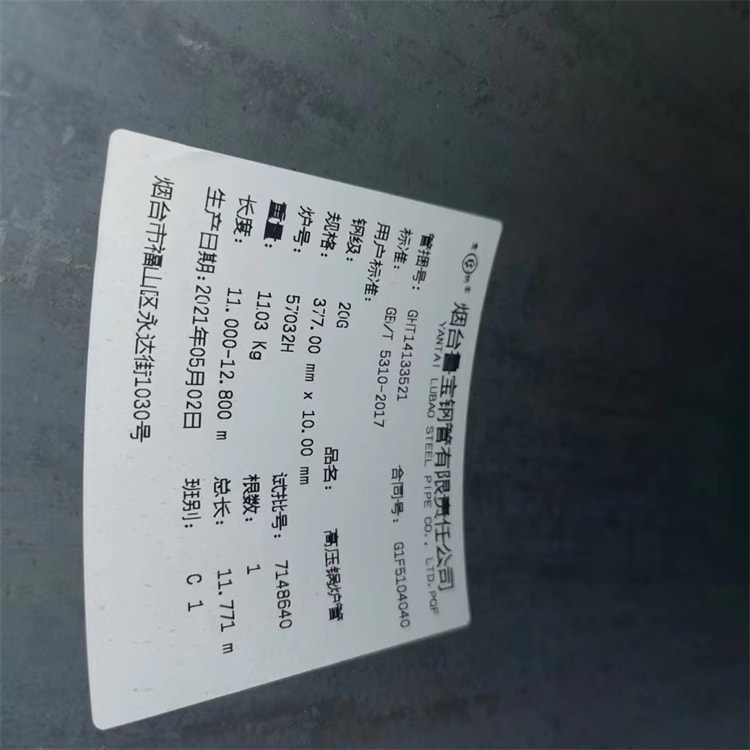 烟台鲁宝钢管有限责任公司
YANTAI LUBAO STEEL PIPE CO., LTD.PQF
管捆号: GHT14133521 合同号: G1F5104040
标准: GB/T 5310-2017
用户标准:
钢级: 20G 品名: 高压锅炉管
规格: 377.00 mm x 10.00 mm
炉号: 57032H 试批号: 7148640
重量: 1103 Kg 根数: 1
长度: 11.000-12.800 m 总长: 11.771 m
生产日期: 2021年05月02日 班别: C 1
烟台市福山区永达街1030号